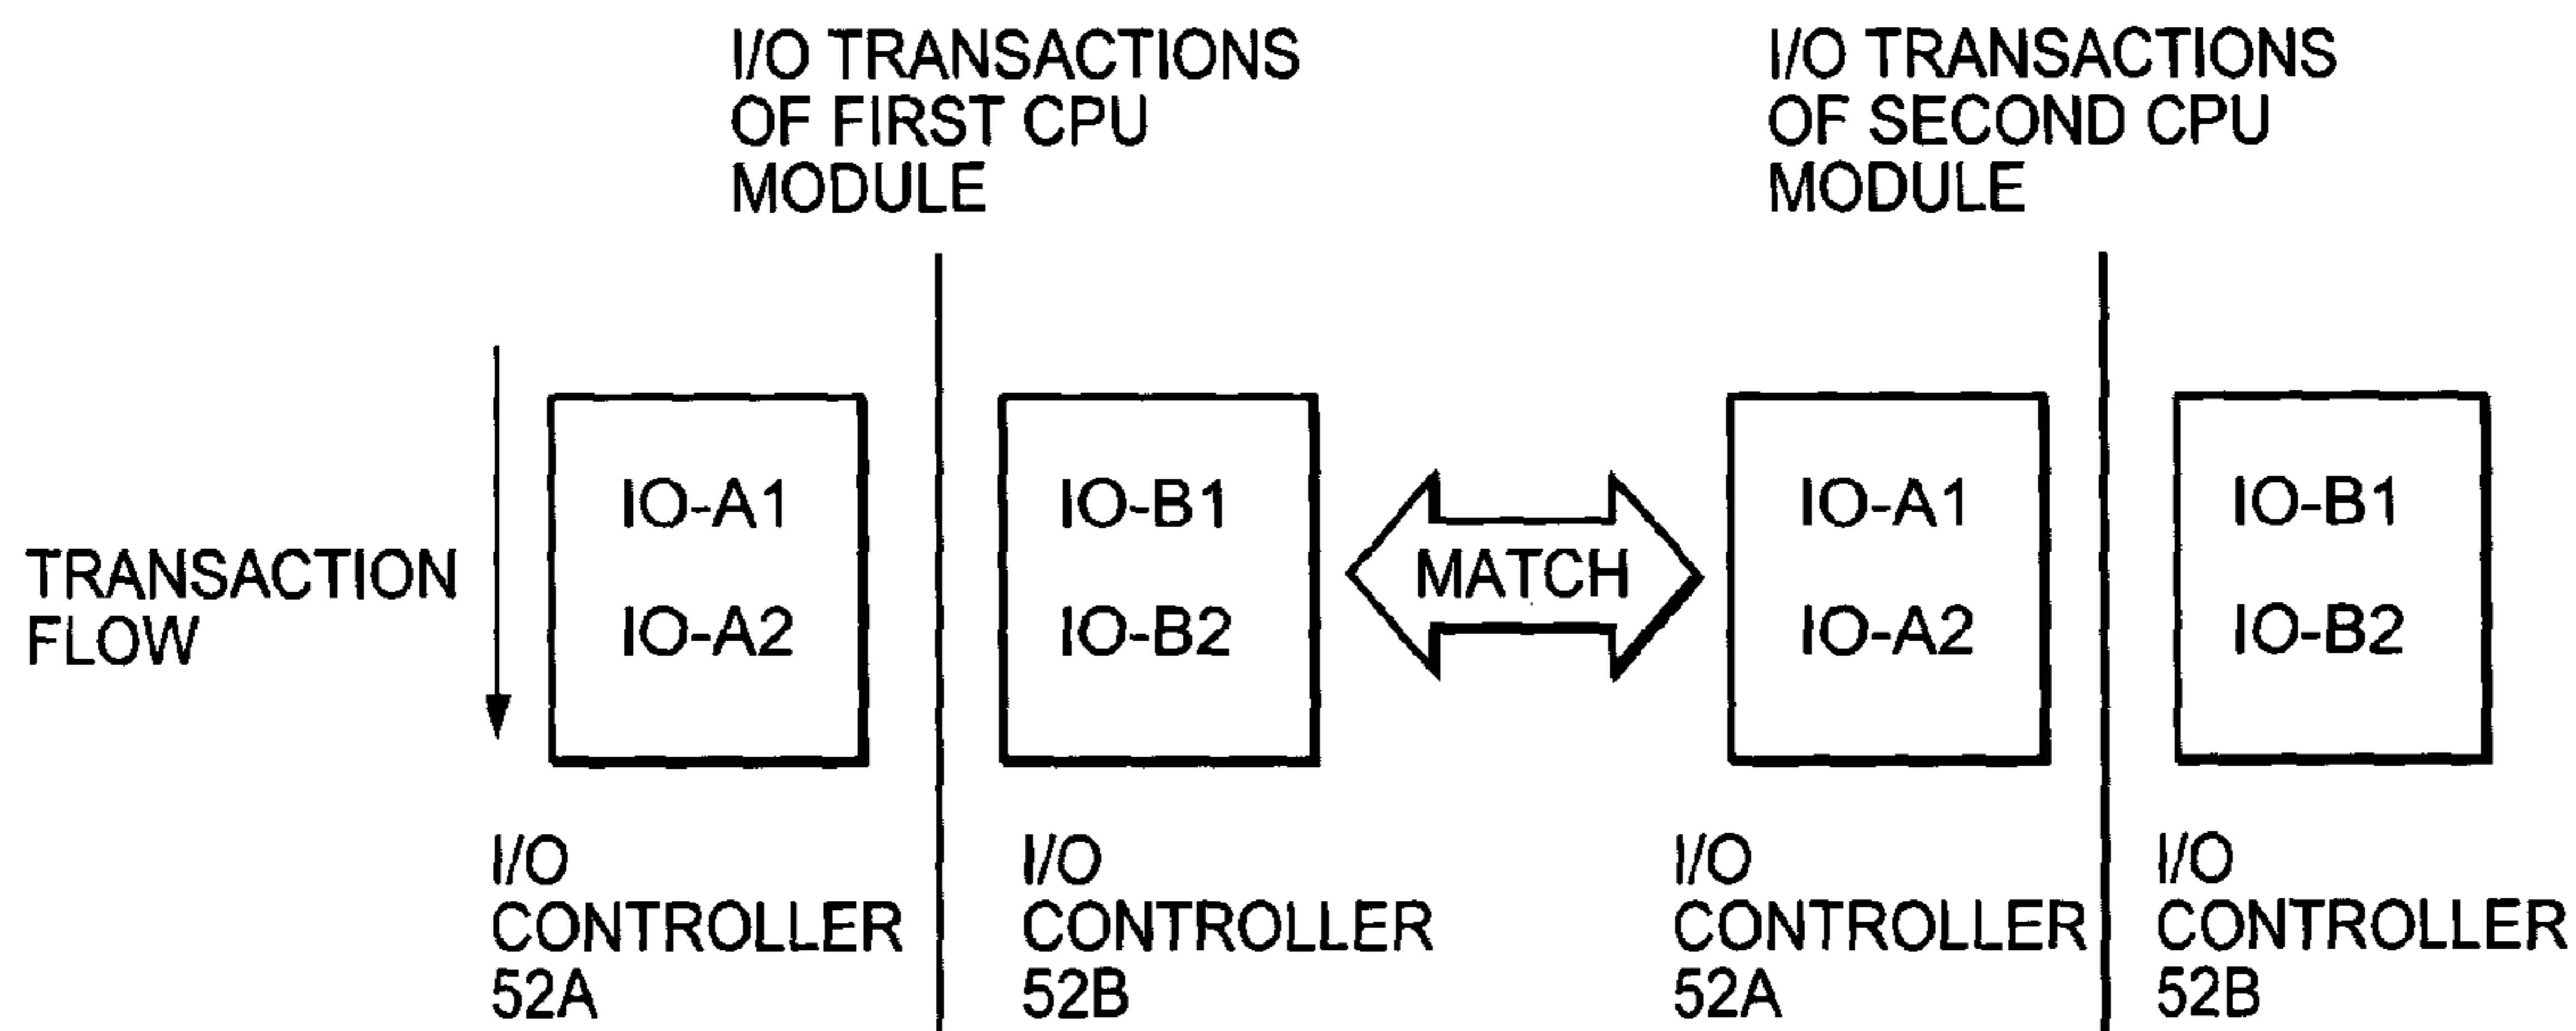 I/O TRANSACTIONS
OF FIRST CPU
MODULE
I/O TRANSACTIONS
OF SECOND CPU
MODULE
TRANSACTION
FLOW
IO-A1
IO-A2
IO-B1
IO-B2
MATCH
IO-A1
IO-A2
IO-B1
IO-B2
I/O
CONTROLLER
52A
I/O
CONTROLLER
52B
I/O
CONTROLLER
52A
I/O
CONTROLLER
52B